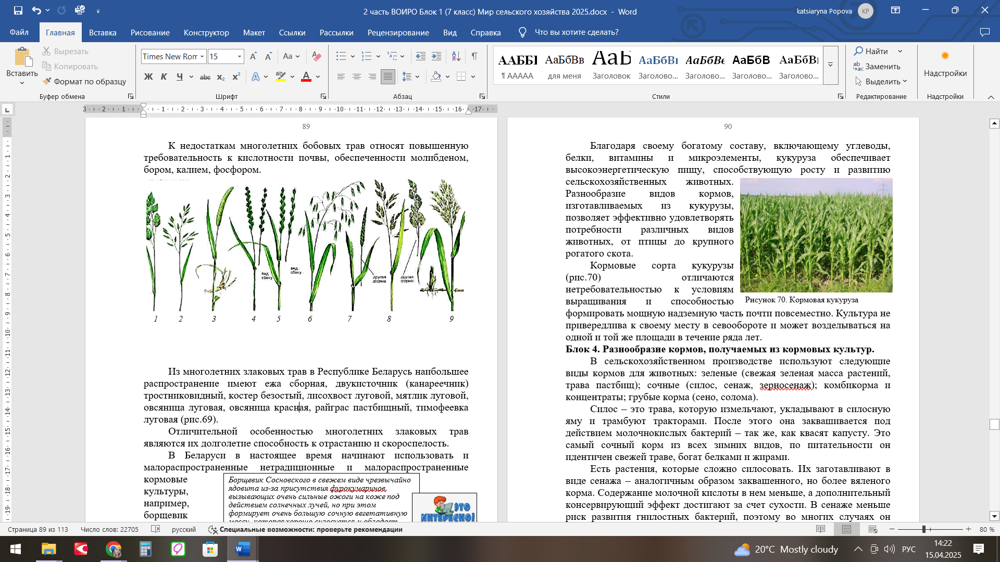 2 часть ВОИРО Блок 1 (7 класс) Мир сельского хозяйства 2025.docx - Word
katsiaryna Popova
KP
Файл
Главная
Вставка
Рисование
Конструктор
Макет
Ссылки
Рассылки
Рецензирование
Вид
Справка
Что вы хотите сделать?
Вставить
Вырезать
Копировать
Формат по образцу
Буфер обмена
Times New Ron
15
Шрифт
Абзац
ААББІ
¶ ААААА
АаБбВв
для меня
АаЬ
Заголовок
АаБбВı
Заголово...
АаБбВе
Заголово...
АаБбВ
Заголово...
АаБбВı
Заголово...
Стили
Найти
Заменить
Выделить
Редактирование
Надстройки
Надстройки
3 2 1 1 2 3 4 5 6 7 8 9 10 11 12 13 14 15 16 17
89
К недостаткам многолетних бобовых трав относят повышенную
требовательность к кислотности почвы, обеспеченности молибденом,
бором, калием, фосфором.
вид сбоку
вид сбоку
другая форма
другая форма
1 2 3 4 5 6 7 8 9
Из многолетних злаковых трав в Республике Беларусь наибольшее
распространение имеют ежа сборная, двукисточник (канареечник)
тростниковидный, костер безостый, лисохвост луговой, мятлик луговой,
овсяница луговая, овсяница красная, райграс пастбищный, тимофеевка
луговая (рис.69).
Отличительной особенностью многолетних злаковых трав
являются их долголетие способность к отрастанию и скороспелость.
В Беларуси в настоящее время начинают использовать и
малораспространенные нетрадиционные и малораспространенные
кормовые
культуры,
например,
борщевик
Борщевик Сосновского в свежем виде чрезвычайно
ядовита из-за присутствия фурокумаринов,
вызывающих очень сильные ожоги на коже под
действием солнечных лучей, но при этом
формирует очень большую сочную вегетативную
массу, которая хорошо силосуется и обладает
ЭТО
ИНТЕРЕСНО!
90
Благодаря своему богатому составу, включающему углеводы,
белки, витамины и микроэлементы, кукуруза обеспечивает
высокоэнергетическую пищу, способствующую росту и развитию
сельскохозяйственных животных.
Разнообразие видов кормов,
изготавливаемых из кукурузы,
позволяет эффективно удовлетворять
потребности различных видов
животных, от птицы до крупного
рогатого скота.
Кормовые сорта кукурузы
(рис.70) отличаются
нетребовательностью к условиям
выращивания и способностью
Рисунок 70. Кормовая кукуруза
формировать мощную надземную часть почти повсеместно. Культура не
привередлива к своему месту в севообороте и может возделываться на
одной и той же площади в течение ряда лет.
Блок 4. Разнообразие кормов, получаемых из кормовых культур.
В сельскохозяйственном производстве используют следующие
виды кормов для животных: зеленые (свежая зеленая масса растений,
трава пастбищ); сочные (силос, сенаж, зерносенаж); комбикорма и
концентраты; грубые корма (сено, солома).
Силос – это трава, которую измельчают, укладывают в силосную
яму и трамбуют тракторами. После этого она заквашивается под
действием молочнокислых бактерий – так же, как квасят капусту. Это
самый сочный корм из всех зимних видов, по питательности он
идентичен свежей траве, богат белками и жирами.
Есть растения, которые сложно силосовать. Их заготавливают в
виде сенажа – аналогичным образом заквашенного, но более вяленого
корма. Содержание молочной кислоты в нем меньше, а дополнительный
консервирующий эффект достигают за счет сухости. В сенаже меньше
риск развития гнилостных бактерий, поэтому во многих случаях он
Страница 89 из 113
Число слов: 22705
русский
Специальные возможности: проверьте рекомендации
80 %
20°C Mostly cloudy
РУС
14:22
15.04.2025